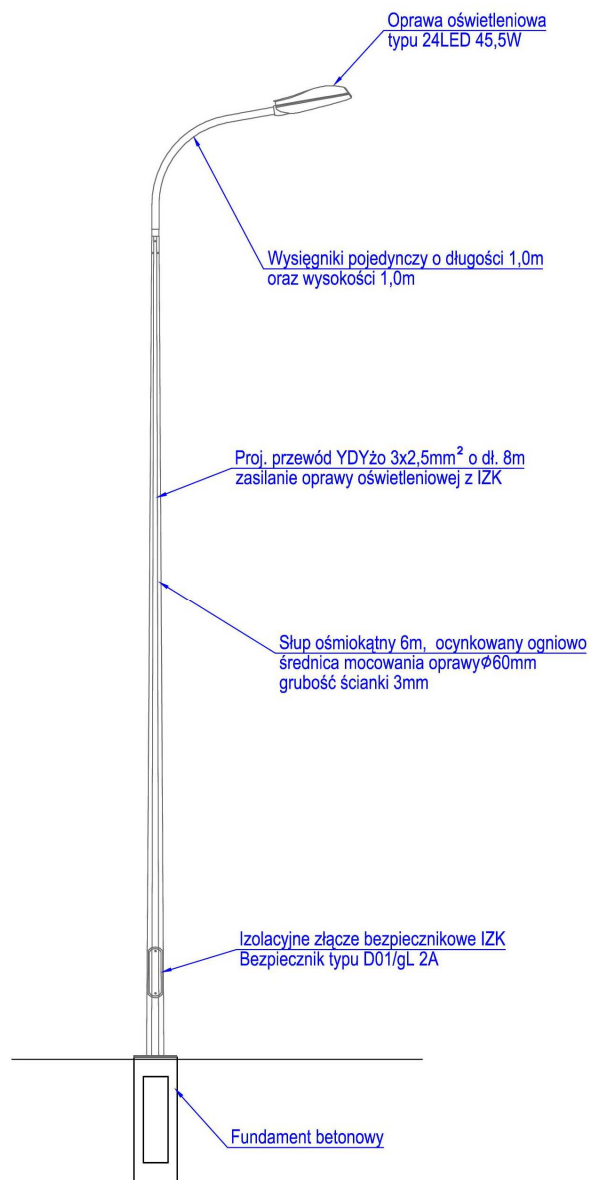 Oprawa oświetleniowa
typu 24LED 45,5W
Wysięgniki pojedynczy o długości 1,0m
oraz wysokości 1,0m
Proj. przewód YDYżo 3x2,5mm² o dł. 8m
zasilanie oprawy oświetleniowej z IZK
Słup ośmiokątny 6m, ocynkowany ogniowo
średnica mocowania oprawyϕ60mm
grubość ścianki 3mm
Izolacyjne złącze bezpiecznikowe IZK
Bezpiecznik typu D01/gL 2A
Fundament betonowy